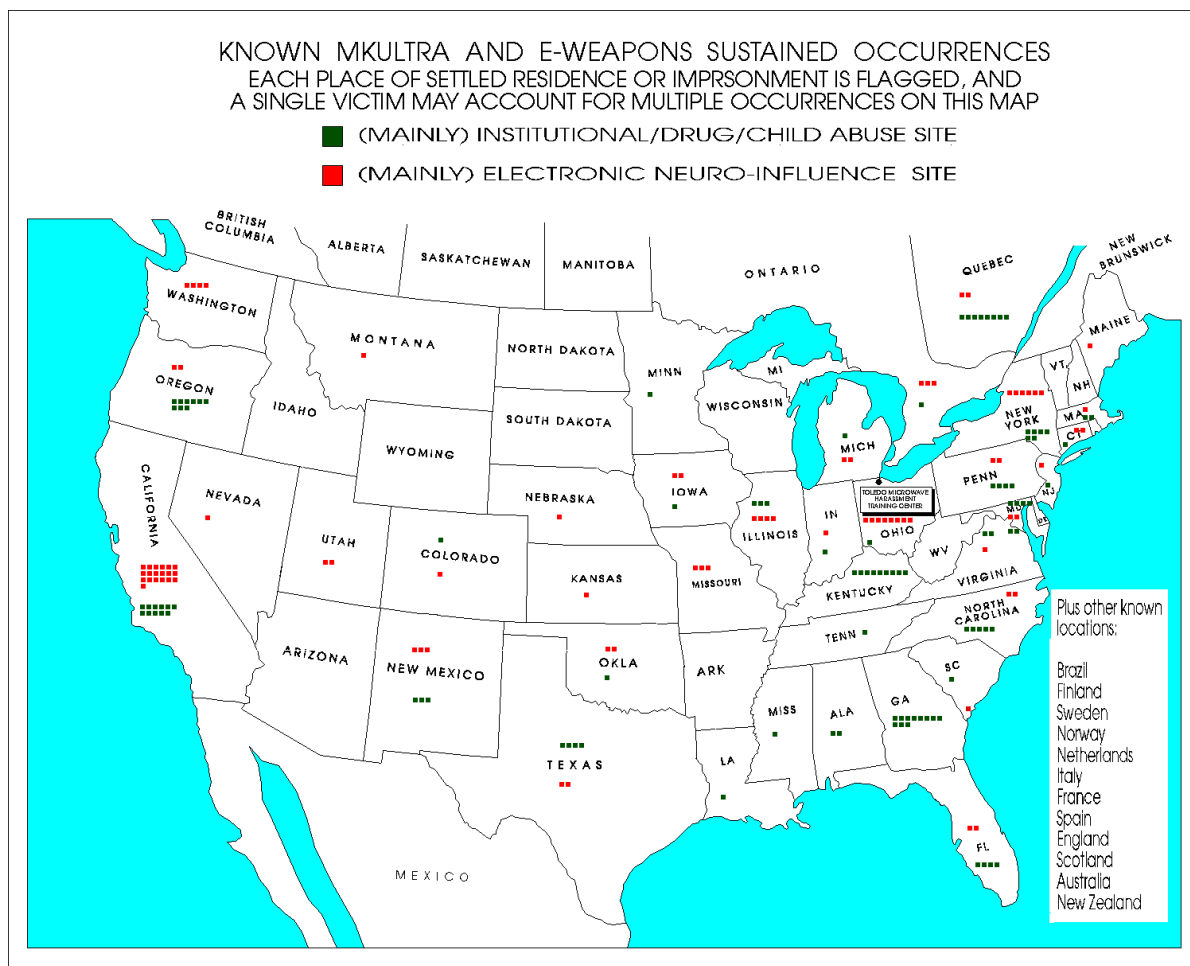 KNOWN MKULTRA AND E-WEAPONS SUSTAINED OCCURRENCES
EACH PLACE OF SETTLED RESIDENCE OR IMPRSONMENT IS FLAGGED, AND
A SINGLE VICTIM MAY ACCOUNT FOR MULTIPLE OCCURRENCES ON THIS MAP
(MAINLY) INSTITUTIONAL/DRUG/CHILD ABUSE SITE
(MAINLY) ELECTRONIC NEURO-INFLUENCE SITE
BRITISH
COLUMBIA
ALBERTA
SASKATCHEWAN
MANITOBA
ONTARIO
QUEBEC
NEW
BRUNSWICK
WASHINGTON
MONTANA
NORTH DAKOTA
MINN
MI
MAINE
VT
NH
OREGON
IDAHO
SOUTH DAKOTA
WISCONSIN
MICH
NEW
YORK
MA
CT
WYOMING
CALIFORNIA
NEVADA
NEBRASKA
IOWA
PENN
NJ
TOLEDO MICROWAVE
HARASSMENT
TRAINING CENTER
UTAH
COLORADO
ILLINOIS
IN
OHIO
MD
DE
WV
KANSAS
MISSOURI
KENTUCKY
VIRGINIA
ARIZONA
NEW MEXICO
OKLA
ARK
TENN
NORTH
CAROLINA
SC
TEXAS
LA
MISS
ALA
GA
FL
MEXICO
Plus other known
locations:
Brazil
Finland
Sweden
Norway
Netherlands
Italy
France
Spain
England
Scotland
Australia
New Zealand